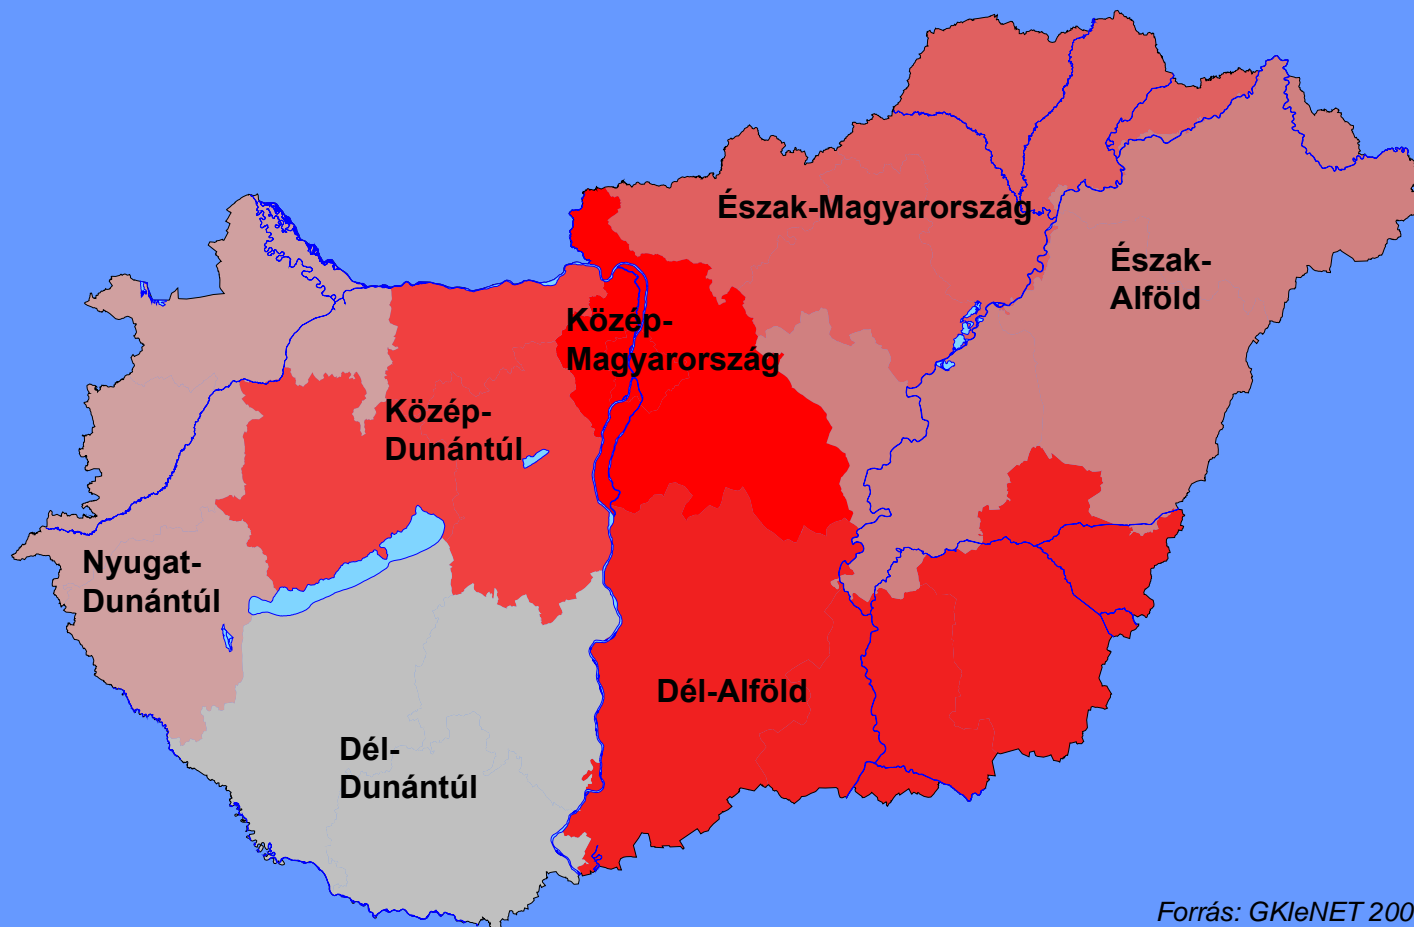 Észak-Magyarország
Észak-
Alföld
Közép-
Magyarország
Közép-
Dunántúl
Nyugat-
Dunántúl
Dél-Alföld
Dél-
Dunántúl
Forrás: GKIeNET 200